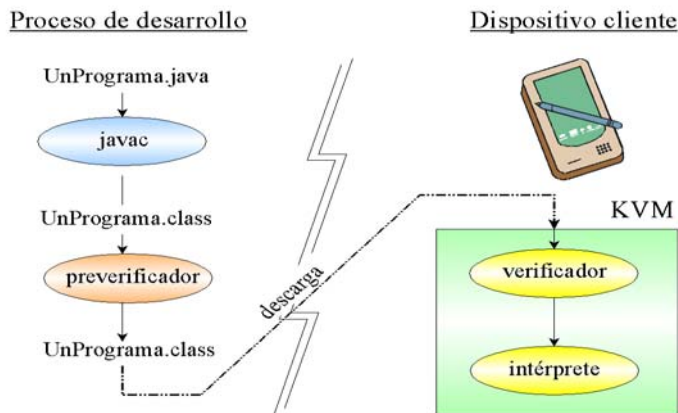 Proceso de desarrollo
UnPrograma.java
javac
UnPrograma.class
preverificador
UnPrograma.class
descarga
Dispositivo cliente
KVM
verificador
intérprete